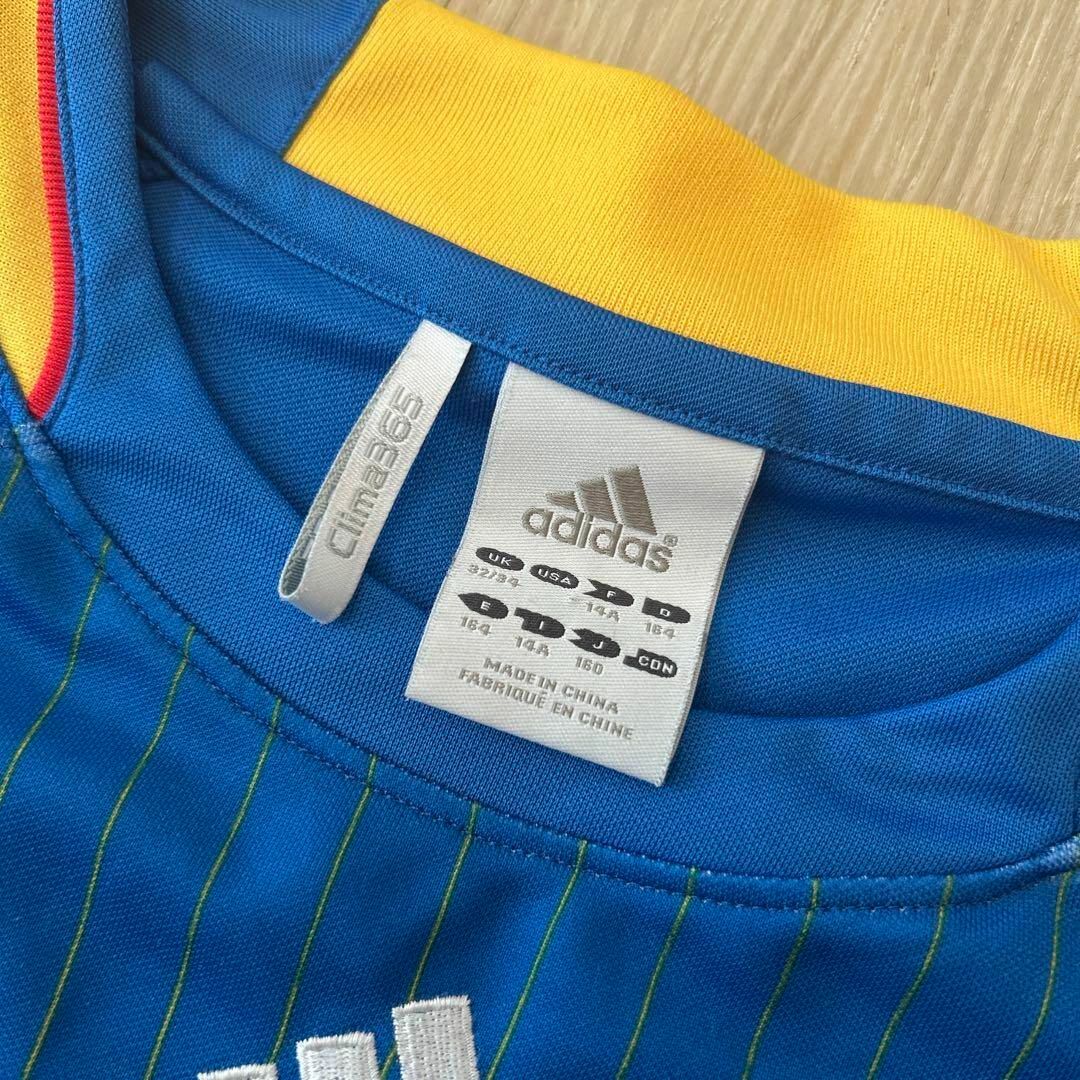 Clima365
adidas®
UK USA F D
32/34 - 14A 164
E I J CDN
164 14A 160
MADE IN CHINA
FABRIQUÉ EN CHINE